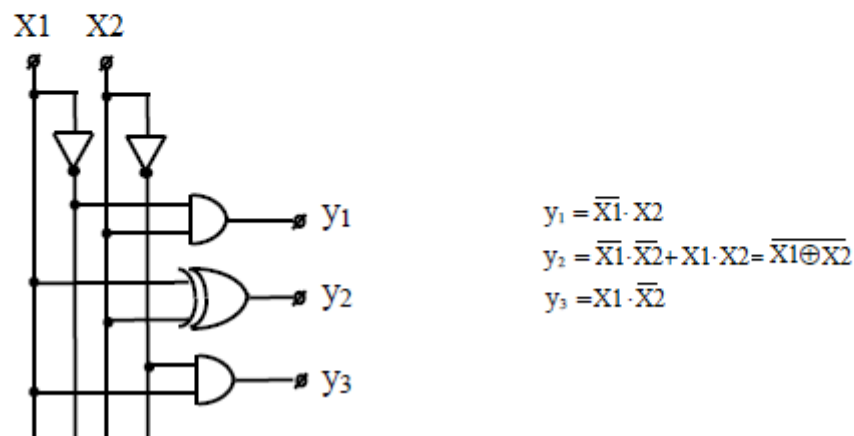 X1 X2
y₁
y₂
y₃
y₁ = X̅1̅· X2
y₂ = X̅1̅·X̅2+ X1·X2= X̅1̅⊕̅X̅2̅
y₃ =X1 ·X̅2